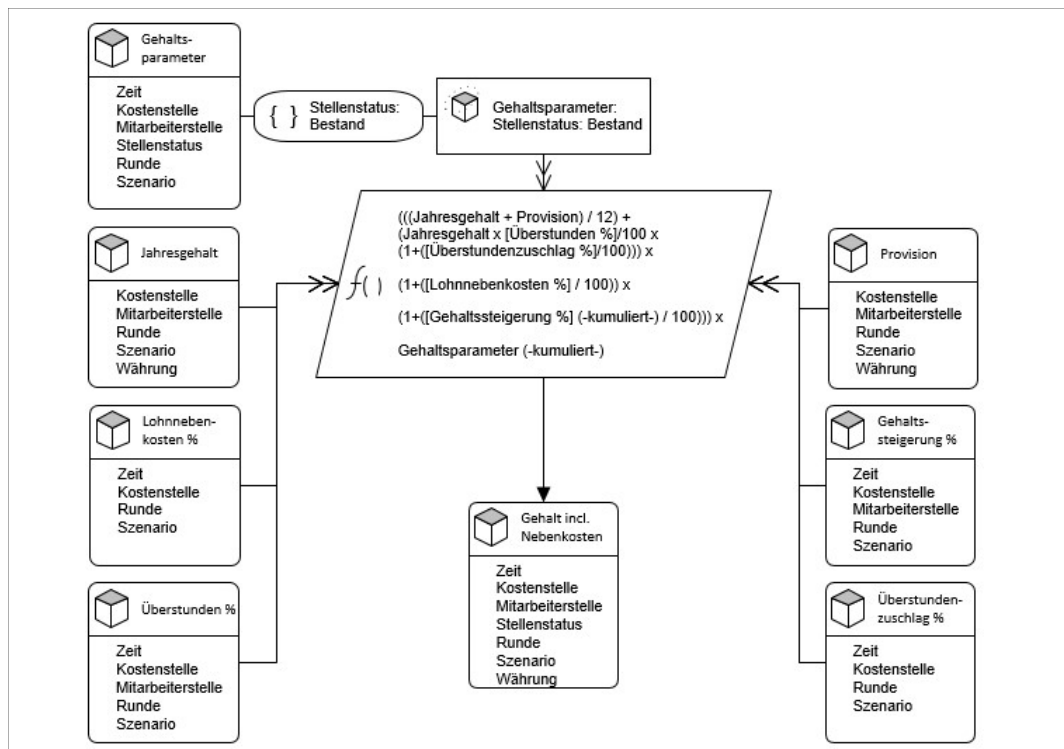 Gehalts-
parameter
Zeit
Kostenstelle
Mitarbeiterstelle
Stellenstatus
Runde
Szenario
{ } Stellenstatus:
Bestand
Gehaltsparameter:
Stellenstatus: Bestand
f( )
(((Jahresgehalt + Provision) / 12) +
(Jahresgehalt x [Überstunden %]/100 x
(1+([Überstundenzuschlag %]/100))) x
(1+([Lohnnebenkosten %] / 100)) x
(1+([Gehaltssteigerung %] (-kumuliert-) / 100))) x
Gehaltsparameter (-kumuliert-)
Jahresgehalt
Kostenstelle
Mitarbeiterstelle
Runde
Szenario
Währung
Lohnneben-
kosten %
Zeit
Kostenstelle
Runde
Szenario
Überstunden %
Zeit
Kostenstelle
Mitarbeiterstelle
Runde
Szenario
Gehalt incl.
Nebenkosten
Zeit
Kostenstelle
Mitarbeiterstelle
Stellenstatus
Runde
Szenario
Währung
Provision
Kostenstelle
Mitarbeiterstelle
Runde
Szenario
Währung
Gehalts-
steigerung %
Zeit
Kostenstelle
Mitarbeiterstelle
Runde
Szenario
Überstunden-
zuschlag %
Zeit
Kostenstelle
Runde
Szenario